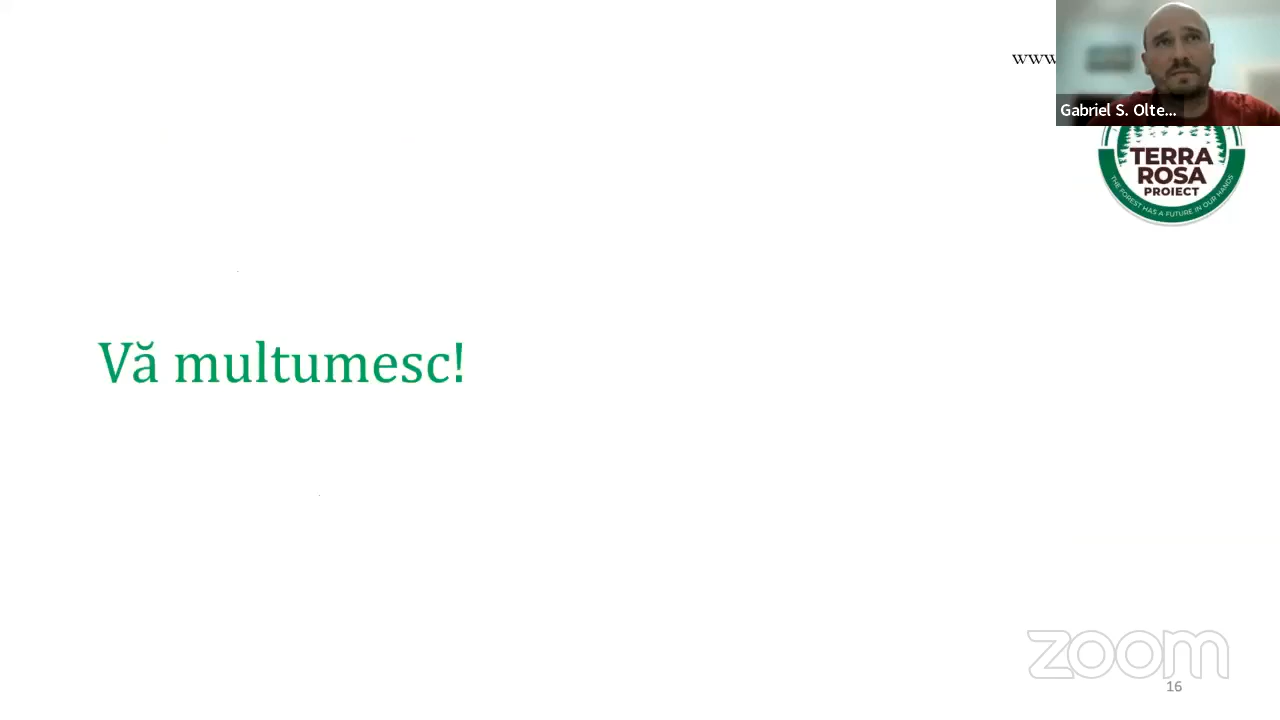 www.
Gabriel S. Olte...
TERRA
ROSA
PROIECT
THE FOREST HAS A FUTURE IN OUR HANDS
Vă multumesc!
zoom
16